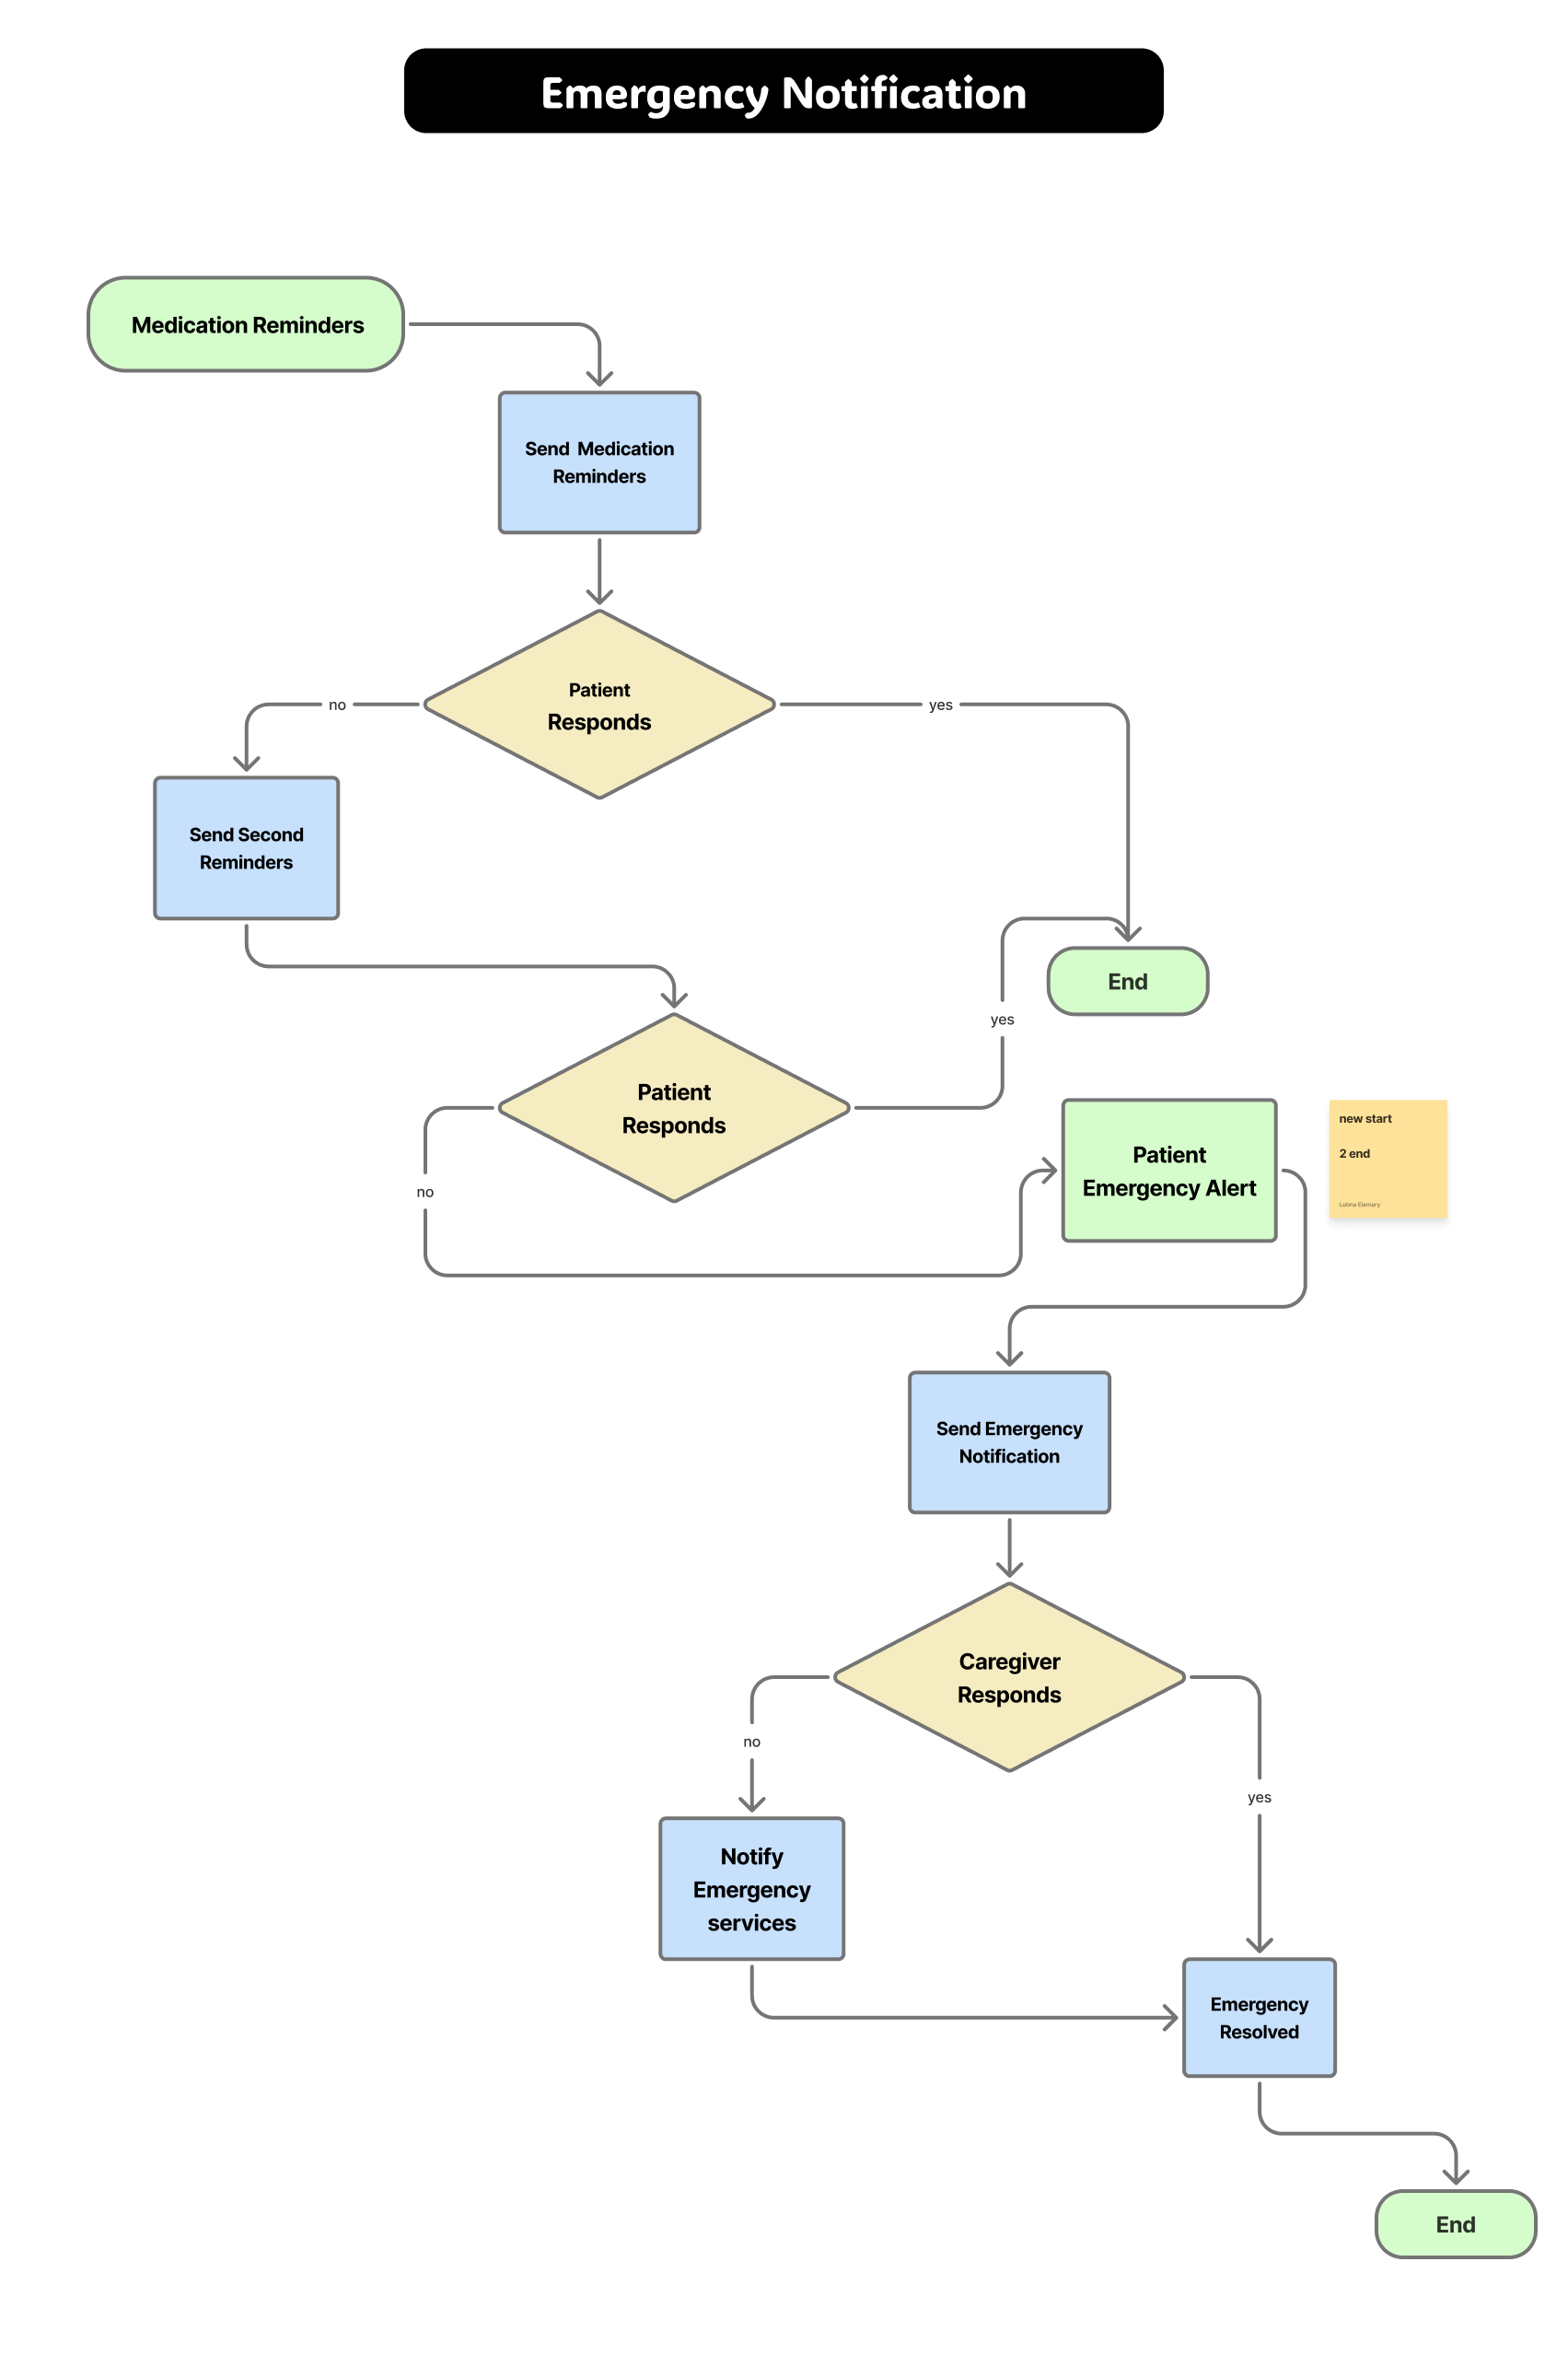 Emergency Notification
Medication Reminders
Send Medication
Reminders
Patient
Responds
no
yes
Send Second
Reminders
End
yes
Patient
Responds
no
Patient
Emergency Alert
new start
2 end
Lobna Elemary
Send Emergency
Notification
Caregiver
Responds
no
yes
Notify
Emergency
services
Emergency
Resolved
End